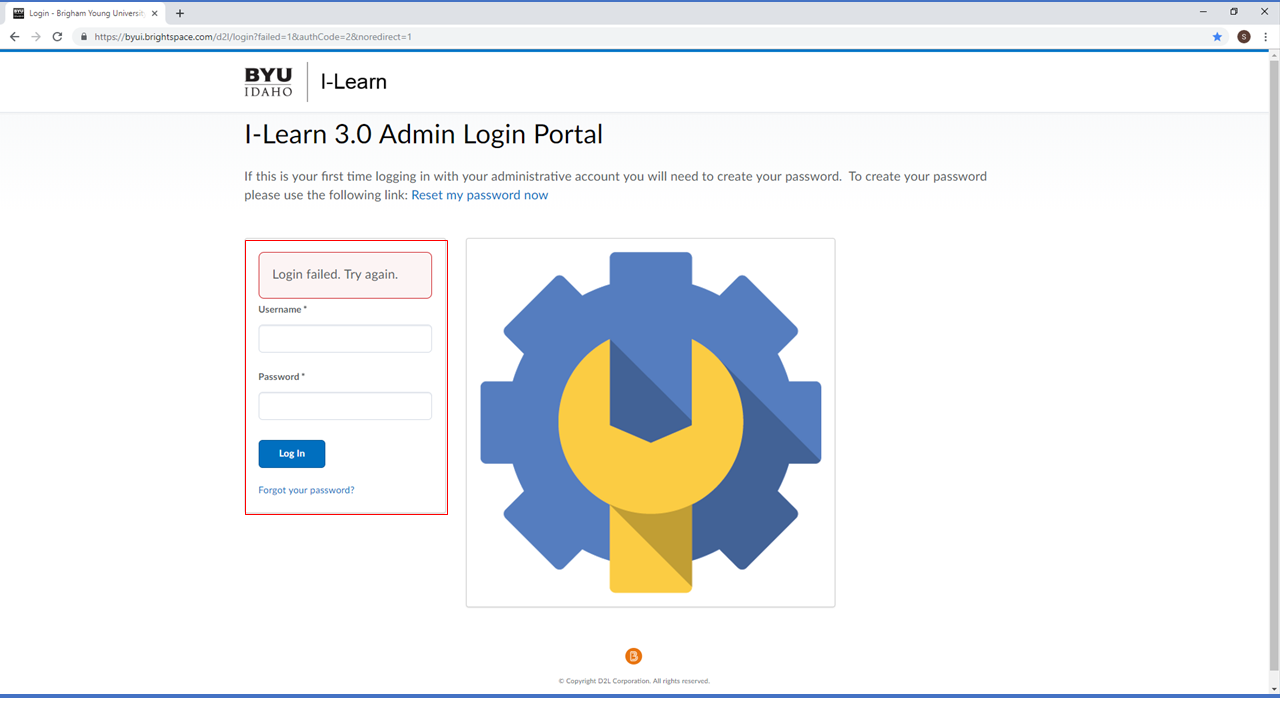 Login - Brigham Young Universit
https://byui.brightspace.com/d2l/login?failed=1&authCode=2&noredirect=1
S
BYU
IDAHO
I-Learn
I-Learn 3.0 Admin Login Portal
If this is your first time logging in with your administrative account you will need to create your password. To create your password
please use the following link: Reset my password now
Login failed. Try again.
Username *
Password *
Log In
Forgot your password?
© Copyright D2L Corporation. All rights reserved.